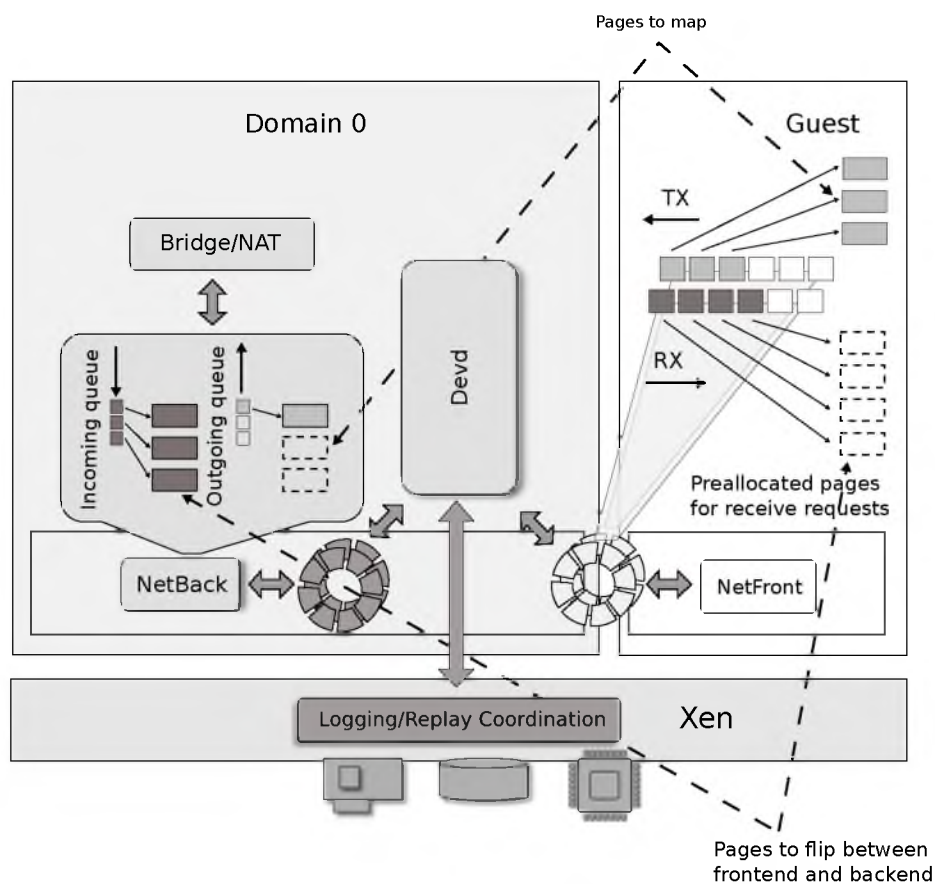 Pages to map
Domain 0
Guest
TX
Bridge/NAT
Devd
RX
Incoming queue
Outgoing queue
Preallocated pages
for receive requests
NetBack
NetFront
Logging/Replay Coordination
Xen
Pages to flip between
frontend and backend